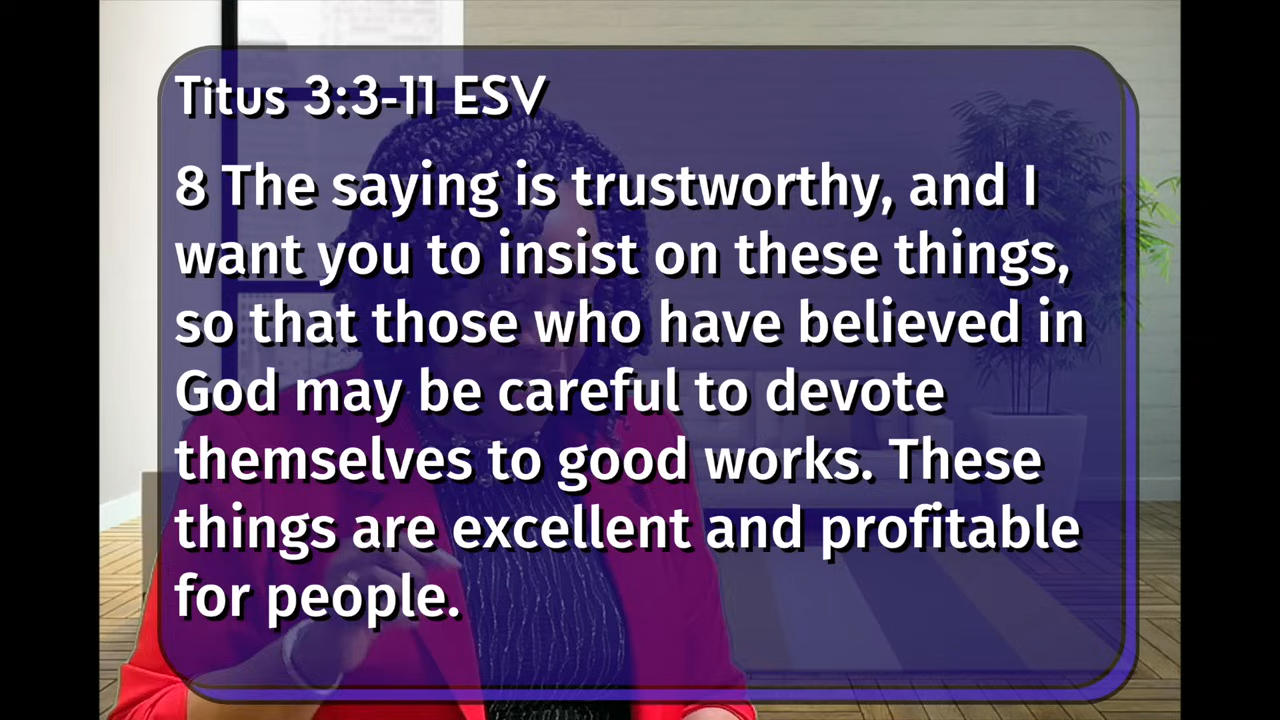 Titus 3:3-11 ESV
8 The saying is trustworthy, and I
want you to insist on these things,
so that those who have believed in
God may be careful to devote
themselves to good works. These
things are excellent and profitable
for people.